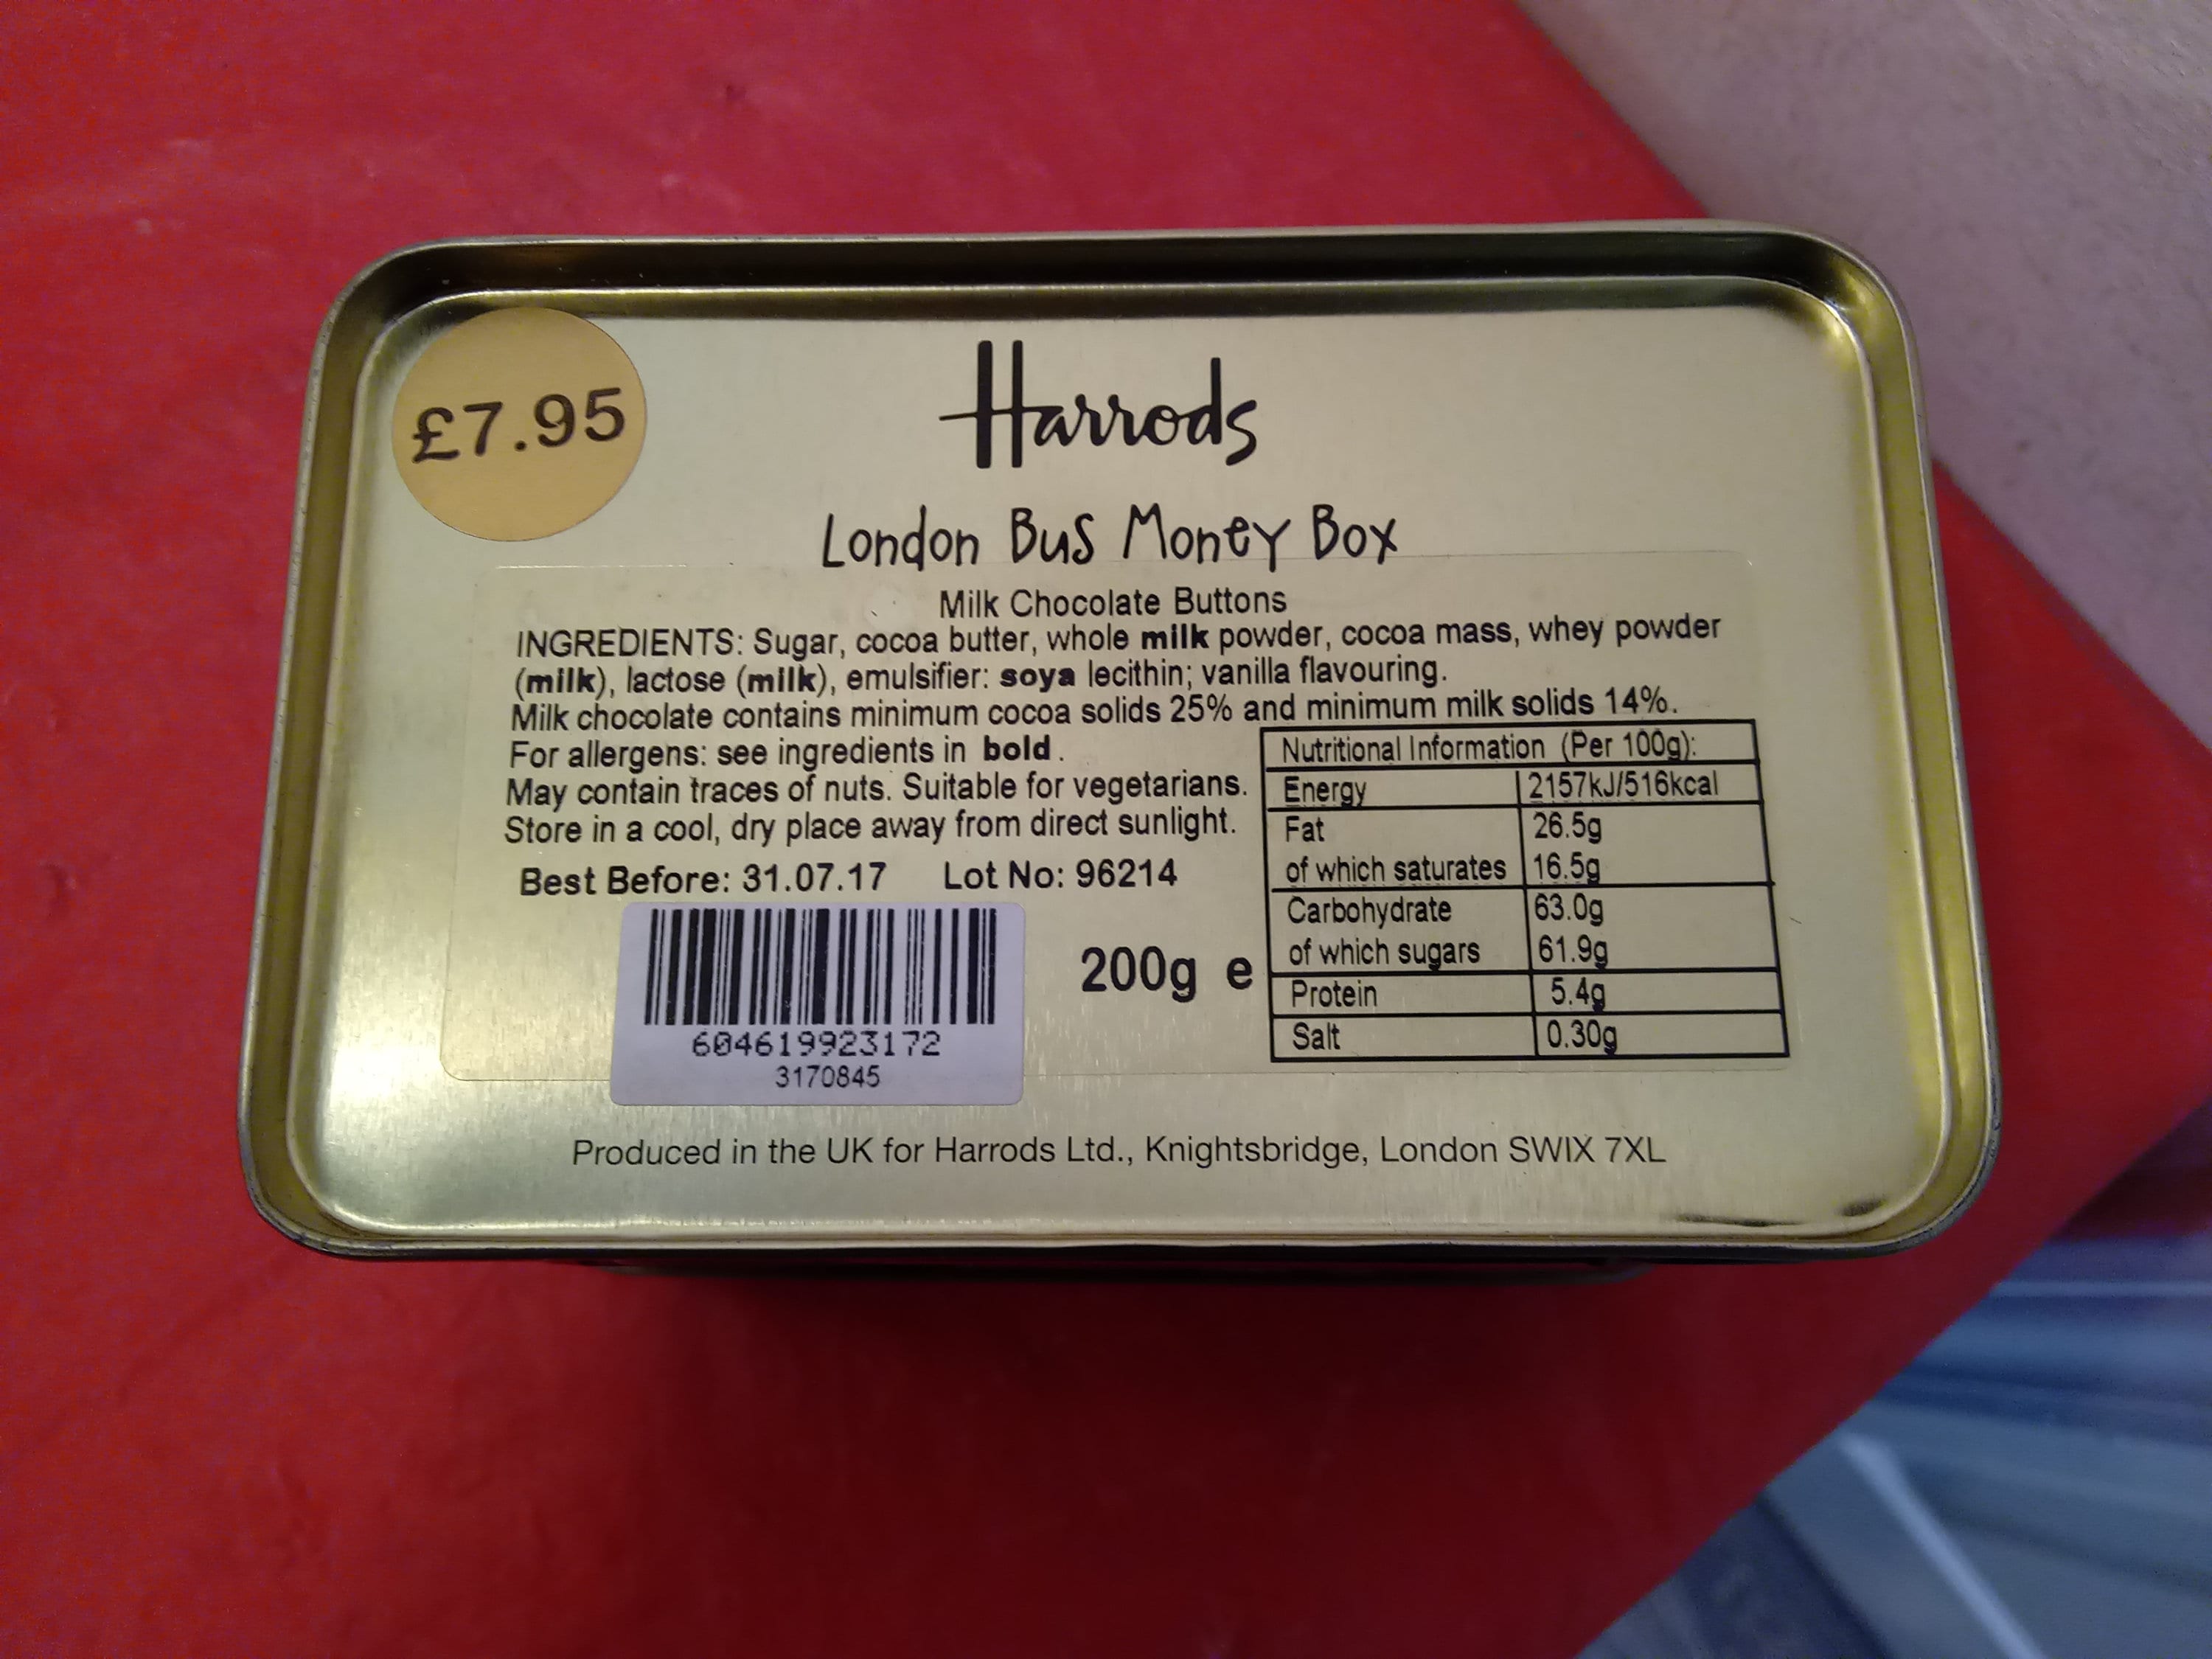 £7.95
Harrods
London Bus Money Box
Milk Chocolate Buttons
INGREDIENTS: Sugar, cocoa butter, whole milk powder, cocoa mass, whey powder
(milk), lactose (milk), emulsifier: soya lecithin; vanilla flavouring.
Milk chocolate contains minimum cocoa solids 25% and minimum milk solids 14%.
For allergens: see ingredients in bold.
May contain traces of nuts. Suitable for vegetarians.
Store in a cool, dry place away from direct sunlight.
Best Before: 31.07.17 Lot No: 96214
Nutritional Information (Per 100g):
Energy 2157kJ/516kcal
Fat 26.5g
of which saturates 16.5g
Carbohydrate 63.0g
of which sugars 61.9g
Protein 5.4g
Salt 0.30g
200g e
604619923172
3170845
Produced in the UK for Harrods Ltd., Knightsbridge, London SWIX 7XL